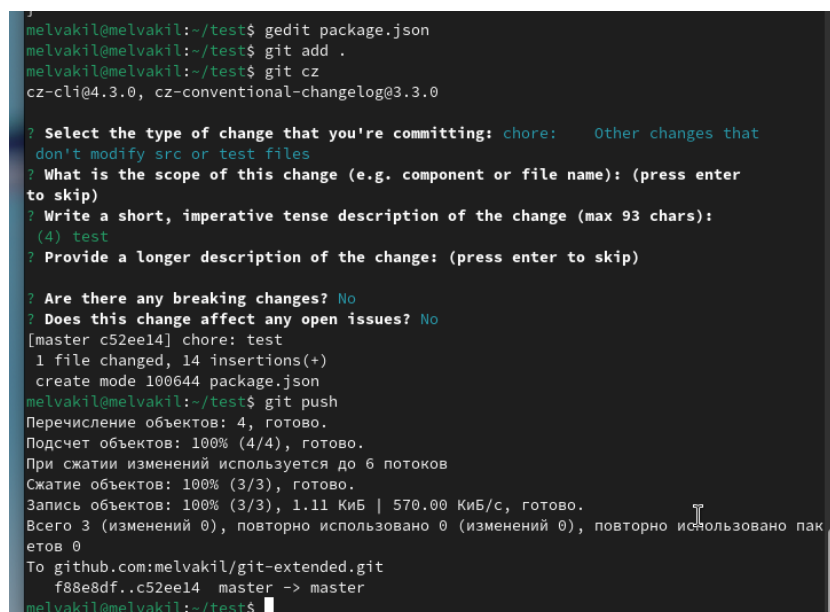 melvakil@melvakil:~/test$ gedit package.json
melvakil@melvakil:~/test$ git add .
melvakil@melvakil:~/test$ git cz
cz-cli@4.3.0, cz-conventional-changelog@3.3.0
? Select the type of change that you're committing: chore:    Other changes that
 don't modify src or test files
? What is the scope of this change (e.g. component or file name): (press enter
to skip)
? Write a short, imperative tense description of the change (max 93 chars):
 (4) test
? Provide a longer description of the change: (press enter to skip)
? Are there any breaking changes? No
? Does this change affect any open issues? No
[master c52ee14] chore: test
 1 file changed, 14 insertions(+)
 create mode 100644 package.json
melvakil@melvakil:~/test$ git push
Перечисление объектов: 4, готово.
Подсчет объектов: 100% (4/4), готово.
При сжатии изменений используется до 6 потоков
Сжатие объектов: 100% (3/3), готово.
Запись объектов: 100% (3/3), 1.11 КиБ | 570.00 КиБ/с, готово.
Всего 3 (изменений 0), повторно использовано 0 (изменений 0), повторно использовано пак
етов 0
To github.com:melvakil/git-extended.git
   f88e8df..c52ee14  master -> master
melvakil@melvakil:~/test$